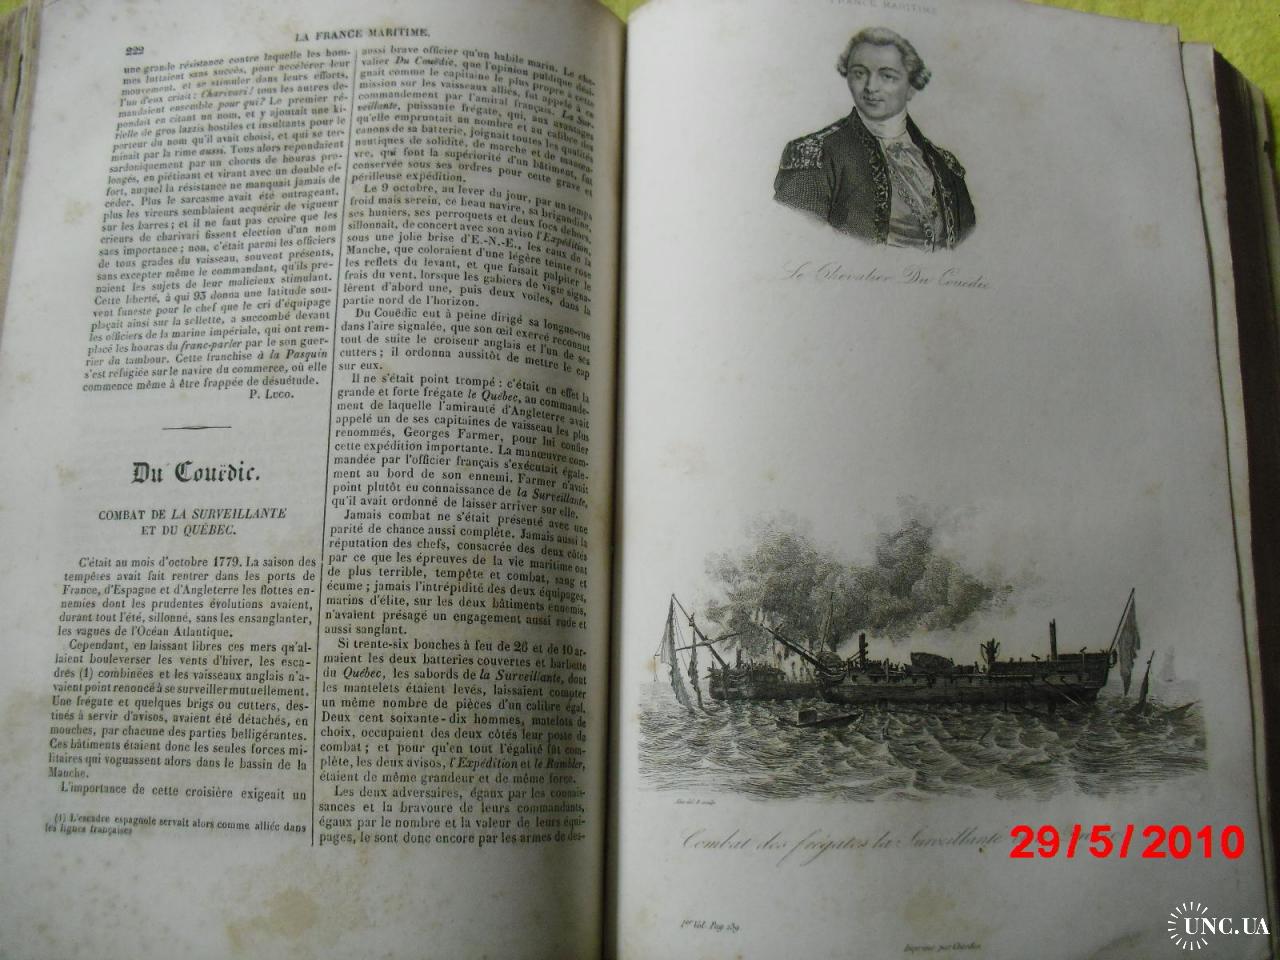 222
LA FRANCE MARITIME.
une grande résistance contre laquelle les hom-
mes luttaient sans succès, pour accélérer leur
mouvement, et se stimuler dans leurs efforts,
l'un d'eux criait: Charivari! tous les autres de-
mandaient ensemble pour qui? Le premier ré-
pondait en citant un nom, et y ajoutait une ki-
rielle de gros lazzis hostiles et insultants pour le
porteur du nom qu'il avait choisi, et qui se ter-
minait par la rime aussi. Tous alors répondaient
sardoniquement par un chorus de houras pro-
longés, en piétinant et virant avec un double ef-
fort, auquel la résistance ne manquait jamais de
céder. Plus le sarcasme avait été outrageant,
plus les vireurs semblaient acquérir de vigueur
sur les barres; et il ne faut pas croire que les
crieurs de charivari fissent élection d'un nom
sans importance; non, c'était parmi les officiers
de tous grades du vaisseau, souvent présents,
sans excepter même le commandant, qu'ils pre-
naient les sujets de leur malicieux stimulant.
Cette liberté, à qui 93 donna une latitude sou-
vent funeste pour le chef que le cri d'équipage
plaçait ainsi sur la sellette, a succombé devant
les officiers de la marine impériale, qui ont rem-
placé les houras du franc-parler par le son guer-
rier du tambour. Cette franchise à la Pasquin
s'est réfugiée sur le navire du commerce, où elle
commence même à être frappée de désuétude.
P. Luco.
Du Couëdic.
COMBAT DE LA SURVEILLANTE
ET DU QUÉBEC.
C'était au mois d'octobre 1779. La saison des
tempêtes avait fait rentrer dans les ports de
France, d'Espagne et d'Angleterre les flottes en-
nemies dont les prudentes évolutions avaient,
durant tout l'été, sillonné, sans les ensanglanter,
les vagues de l'Océan Atlantique.
Cependant, en laissant libres ces mers qu'al-
laient bouleverser les vents d'hiver, les esca-
drés (1) combinées et les vaisseaux anglais n'a-
vaient point renoncé à se surveiller mutuellement.
Une frégate et quelques brigs ou cutters, des-
tinés à servir d'avisos, avaient été détachés, en
mouches, par chacune des parties belligérantes.
Ces bâtiments étaient donc les seules forces mi-
litaires qui voguassent alors dans le bassin de la
Manche.
L'importance de cette croisière exigeait un
(1) L'escadre espagnole servait alors comme alliée dans
les lignes françaises
aussi brave officier qu'un habile marin. Le che-
valier Du Couëdic, que l'opinion publique dési-
gnait comme le capitaine le plus propre à cette
mission sur les vaisseaux alliés, fut appelé à ce
commandement par l'amiral français. La Sur-
veillante, puissante frégate, qui, aux avantages
qu'elle empruntait au nombre et au calibre des
canons de sa batterie, joignait toutes les qualités
nautiques de solidité, de marche et de manœu-
vre, qui font la supériorité d'un bâtiment, fut
conservée sous ses ordres pour cette grave et
périlleuse expédition.
Le 9 octobre, au lever du jour, par un temps
froid mais serein, ce beau navire, sa brigantine,
ses huniers, ses perroquets et deux focs dehors,
sillonnait, de concert avec son aviso l'Expédition,
sous une jolie brise d'E.-N.-E., les eaux de la
Manche, que coloraient d'une légère teinte rose
les reflets du levant, et que faisait palpiter le
frais du vent, lorsque les gabiers de vigie signa-
lèrent d'abord une, puis deux voiles, dans la
partie nord de l'horizon.
Du Couëdic eut à peine dirigé sa longue-vue
dans l'aire signalée, que son œil exercé reconnut
tout de suite le croiseur anglais et l'un de ses
cutters; il ordonna aussitôt de mettre le cap
sur eux.
Il ne s'était point trompé: c'était en effet la
grande et forte frégate le Québec, au commande-
ment de laquelle l'amirauté d'Angleterre avait
appelé un de ses capitaines de vaisseau les plus
renommés, Georges Farmer, pour lui confier
cette expédition importante. La manœuvre com-
mandée par l'officier français s'exécutait égale-
ment au bord de son ennemi. Farmer n'avait
point plutôt eu connaissance de la Surveillante,
qu'il avait ordonné de laisser arriver sur elle.
Jamais combat ne s'était présenté avec une
parité de chance aussi complète. Jamais aussi la
réputation des chefs, consacrée des deux côtés
par ce que les épreuves de la vie maritime ont
de plus terrible, tempête et combat, sang et
écume; jamais l'intrépidité des deux équipages,
marins d'élite, sur les deux bâtiments ennemis,
n'avaient présagé un engagement aussi rude et
aussi sanglant.
Si trente-six bouches à feu de 26 et de 10 ar-
maient les deux batteries couvertes et barbette
du Québec, les sabords de la Surveillante, dont
les mantelets étaient levés, laissaient compter
un même nombre de pièces d'un calibre égal.
Deux cent soixante-dix hommes, matelots de
choix, occupaient des deux côtés leur poste de
combat; et pour qu'en tout l'égalité fût com-
plète, les deux avisos, l'Expédition et le Rambler,
étaient de même grandeur et de même force.
Les deux adversaires, égaux par les connais-
sances et la bravoure de leurs commandants,
égaux par le nombre et la valeur de leurs équi-
pages, le sont donc encore par les armes de des-
FRANCE MARITIME
Le Chevalier Du Couëdic
Combat des frégates la Surveillante
1er Vol. Pag 239
Imprimé par Chardon
29/5/2010
UNC.UA